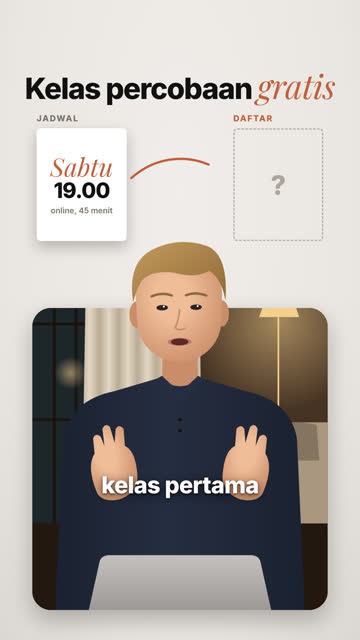 Kelas percobaan gratis
JADWAL
DAFTAR
Sabtu
19.00
online, 45 menit
?
kelas pertama